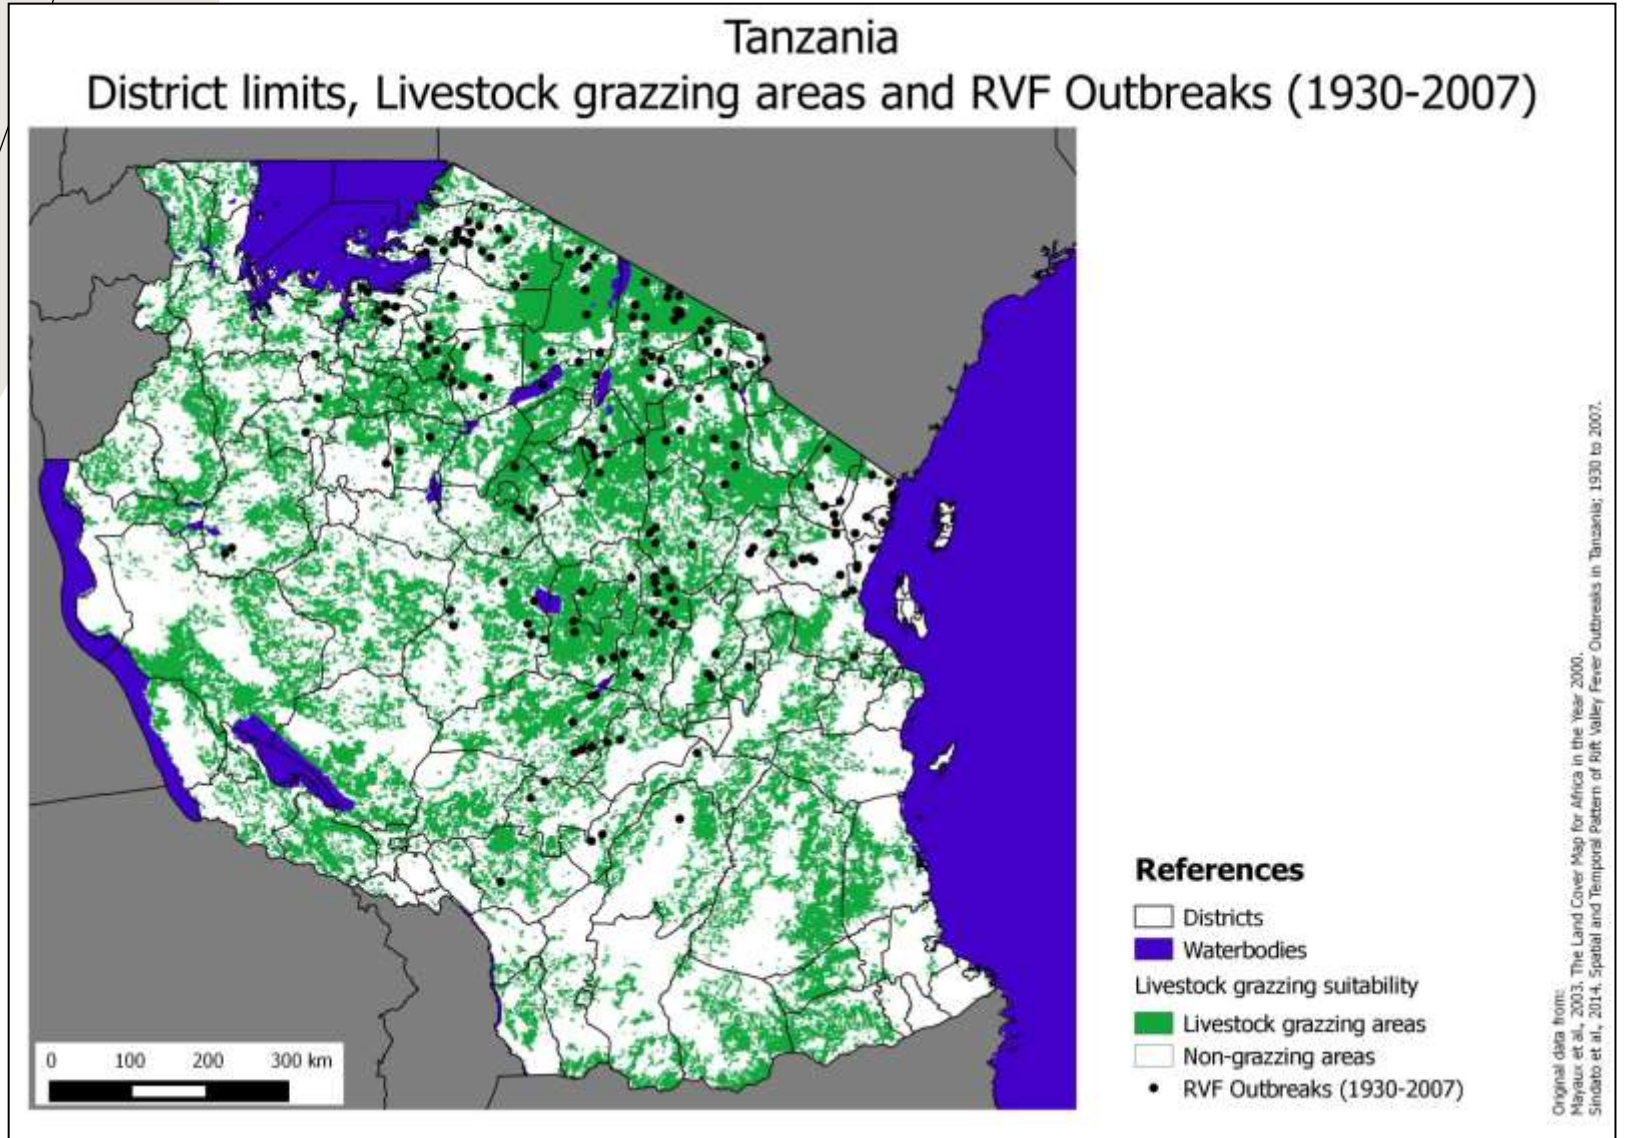 Tanzania
District limits, Livestock grazzing areas and RVF Outbreaks (1930-2007)
0 100 200 300 km
References
Districts
Waterbodies
Livestock grazzing suitability
Livestock grazzing areas
Non-grazzing areas
RVF Outbreaks (1930-2007)
Original data from:
Mayaux et al, 2003. The Land Cover Map for Africa in the Year 2000.
Sindato et al, 2014. Spatial and Temporal Pattern of Rift Valley Fever Outbreaks in Tanzania; 1930 to 2007.